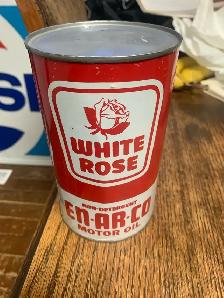 WHITE
ROSE
NON-DETERGENT
EN-AR-CO
MOTOR OIL